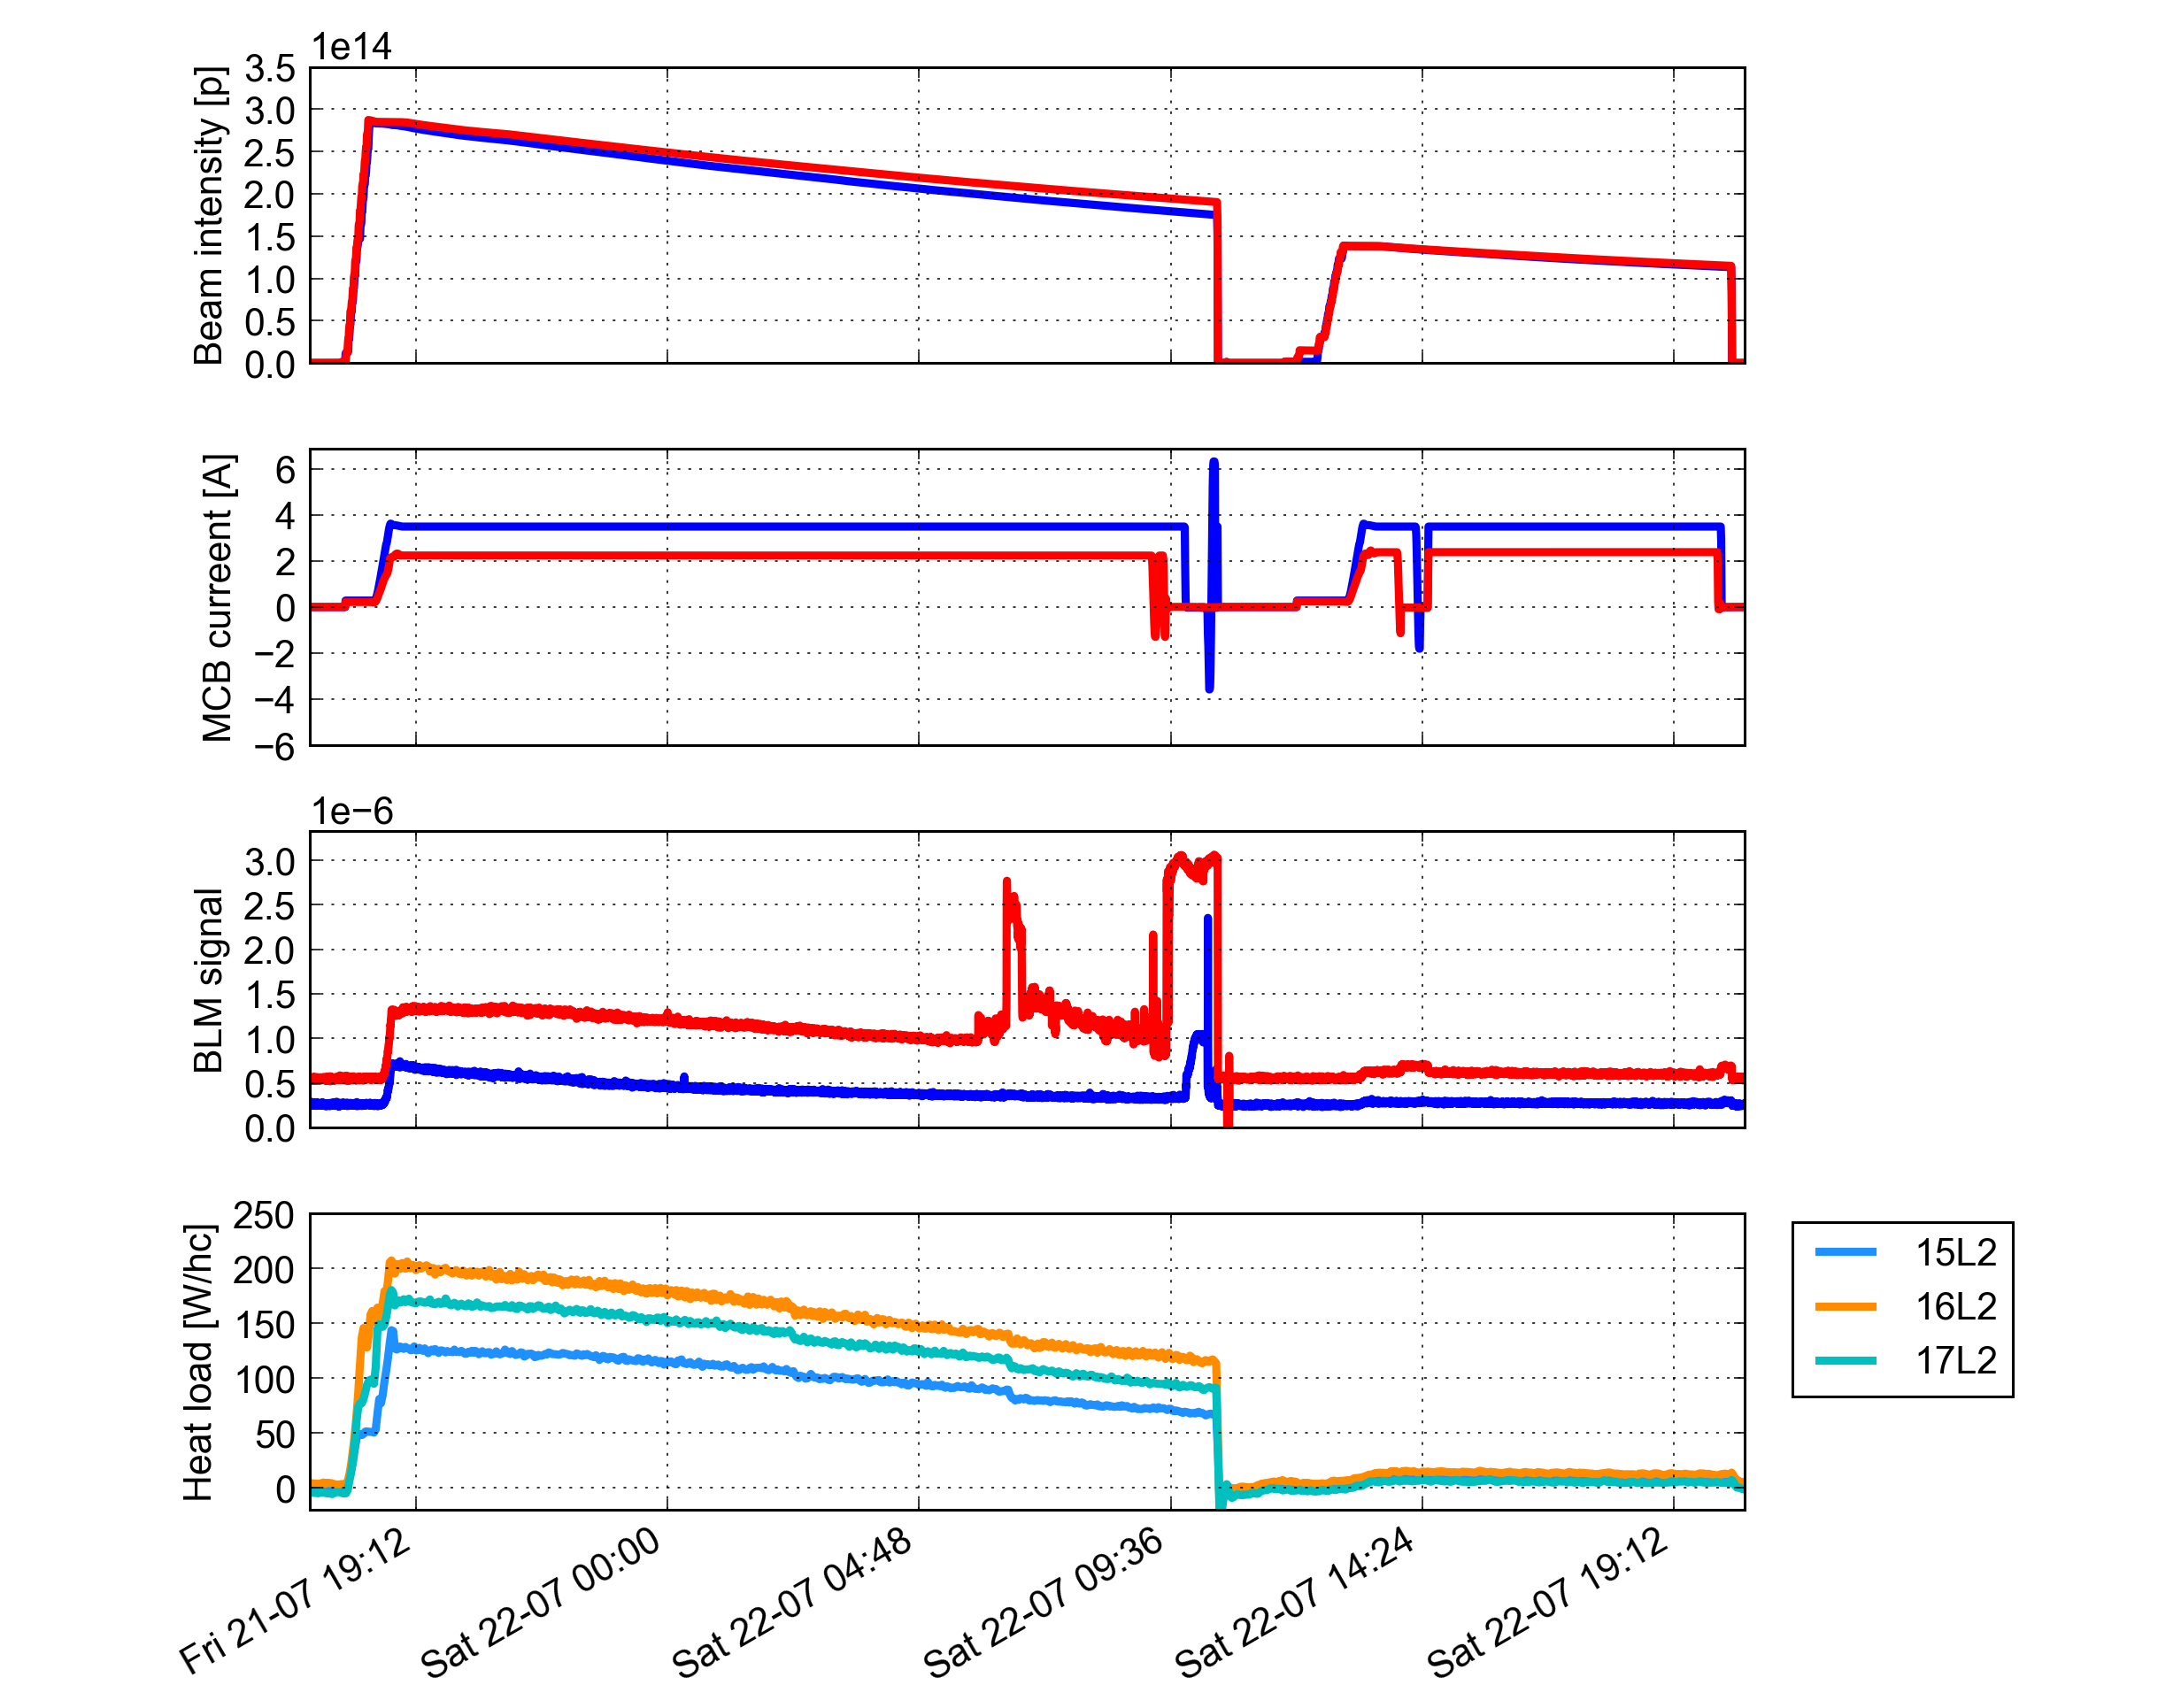 1e14
Beam intensity [p]
3.5
3.0
2.5
2.0
1.5
1.0
0.5
0.0
MCB curreent [A]
6
4
2
0
−2
−4
−6
1e−6
BLM signal
3.0
2.5
2.0
1.5
1.0
0.5
0.0
Heat load [W/hc]
250
200
150
100
50
0
15L2
16L2
17L2
Fri 21-07 19:12
Sat 22-07 00:00
Sat 22-07 04:48
Sat 22-07 09:36
Sat 22-07 14:24
Sat 22-07 19:12